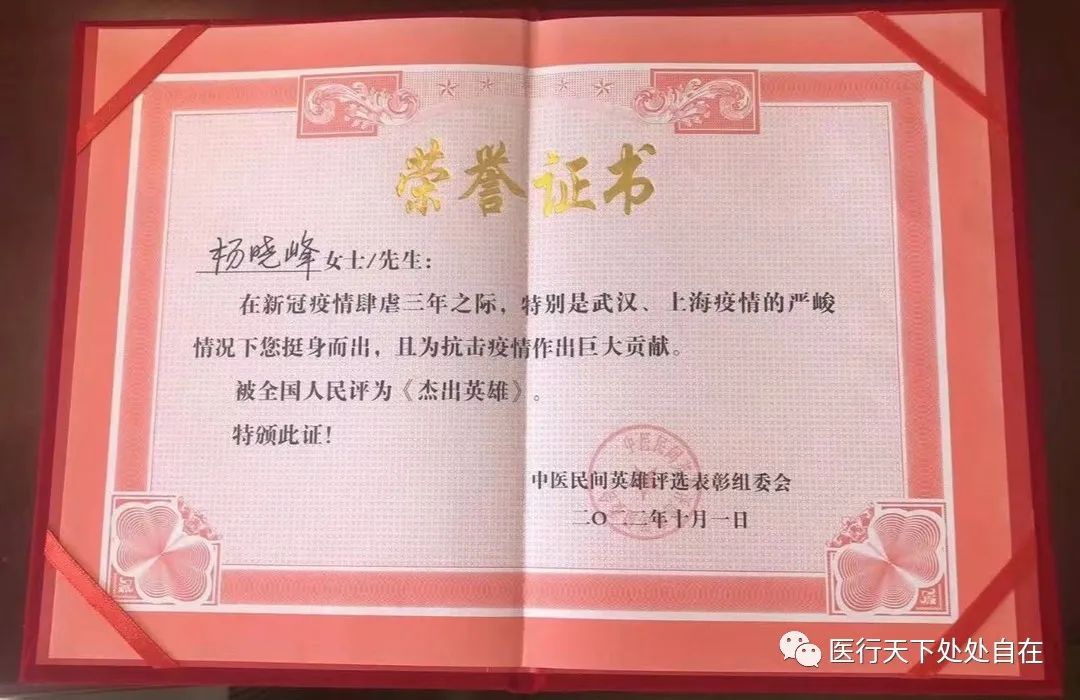 荣誉证书
杨晓峰女士/先生：
在新冠疫情肆虐三年之际，特别是武汉、上海疫情的严峻
情况下您挺身而出，且为抗击疫情作出巨大贡献。
被全国人民评为《杰出英雄》。
特颁此证！
中医民间英雄评选表彰组委会
二〇二二年十月一日
医行天下处处自在